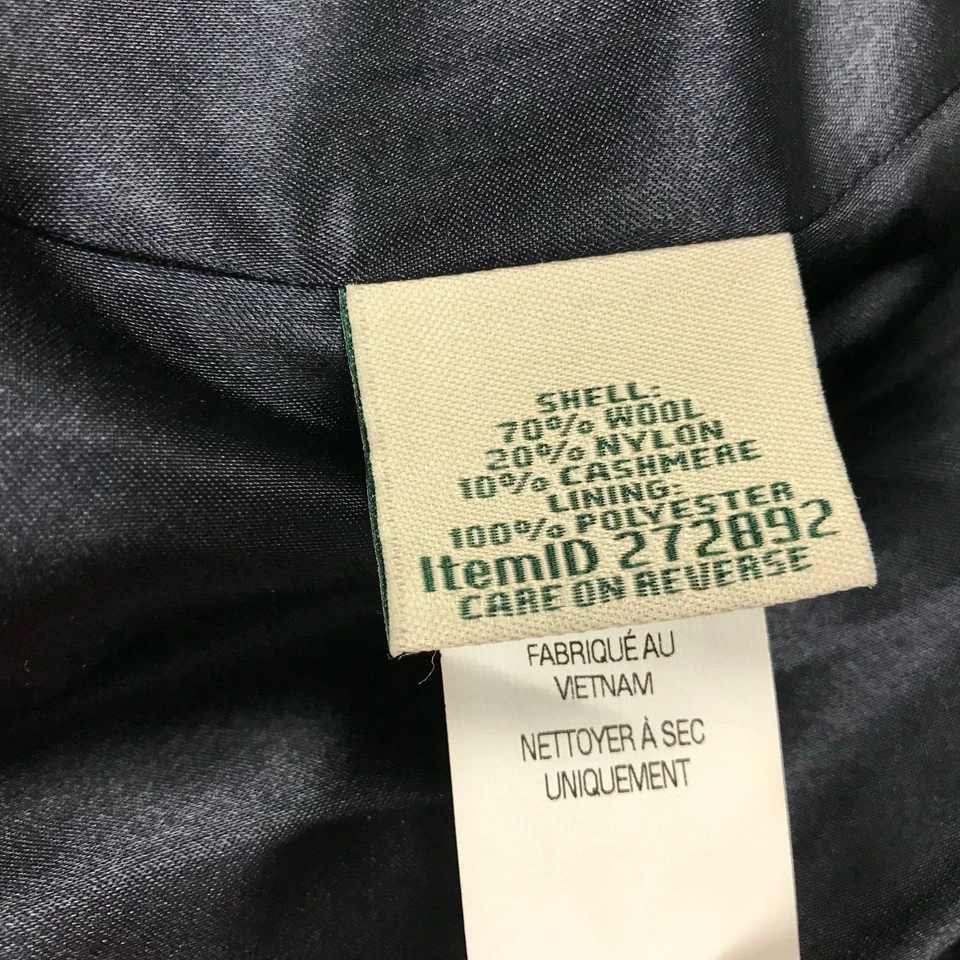 SHELL:
70% WOOL
20% NYLON
10% CASHMERE
LINING:
100% POLYESTER
ItemID 272892
CARE ON REVERSE
FABRIQUÉ AU
VIETNAM
NETTOYER À SEC
UNIQUEMENT